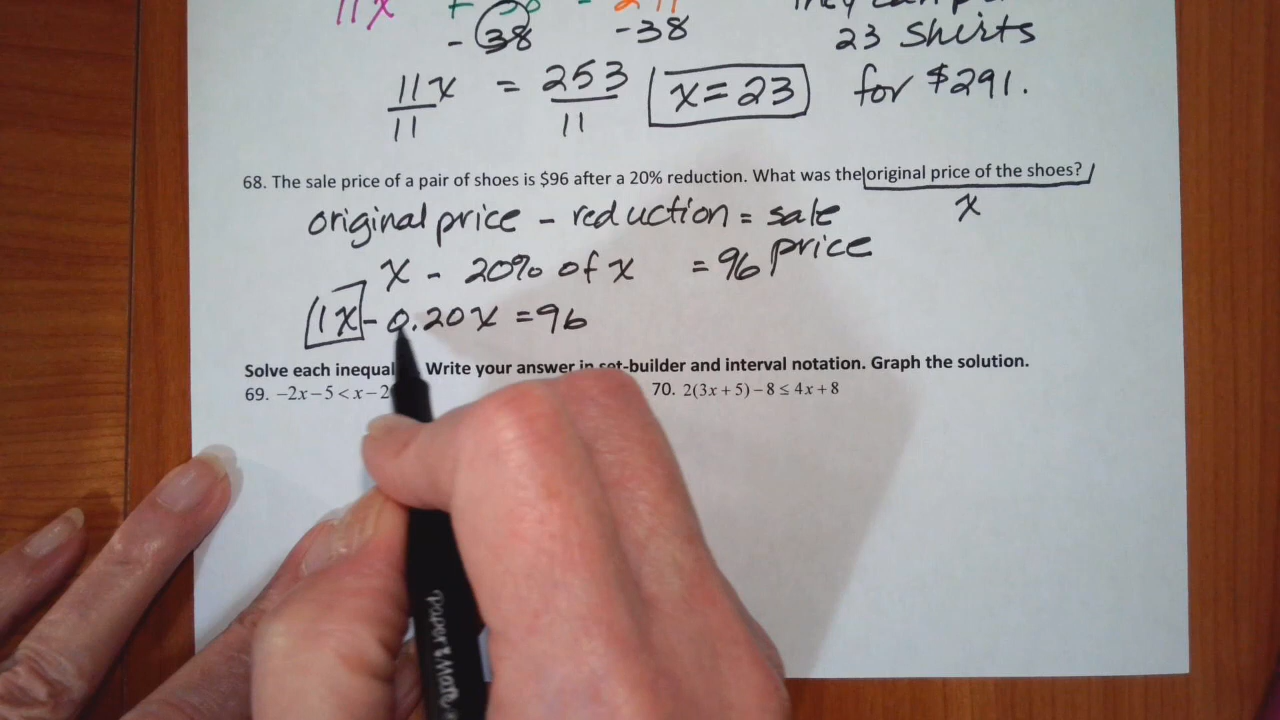 11x +
- 38 -38
23 shirts
11x = 253 x=23 for $291.
11 11
68. The sale price of a pair of shoes is $96 after a 20% reduction. What was the original price of the shoes?
original price - reduction = sale price
x
x - 20% of x = 96
1x - 0.20x = 96
Solve each Write your answer in set-builder and interval notation. Graph the solution.
69. −2x−5<x−2
70. 2(3x+5)−8≤4x+8
Paper Mate